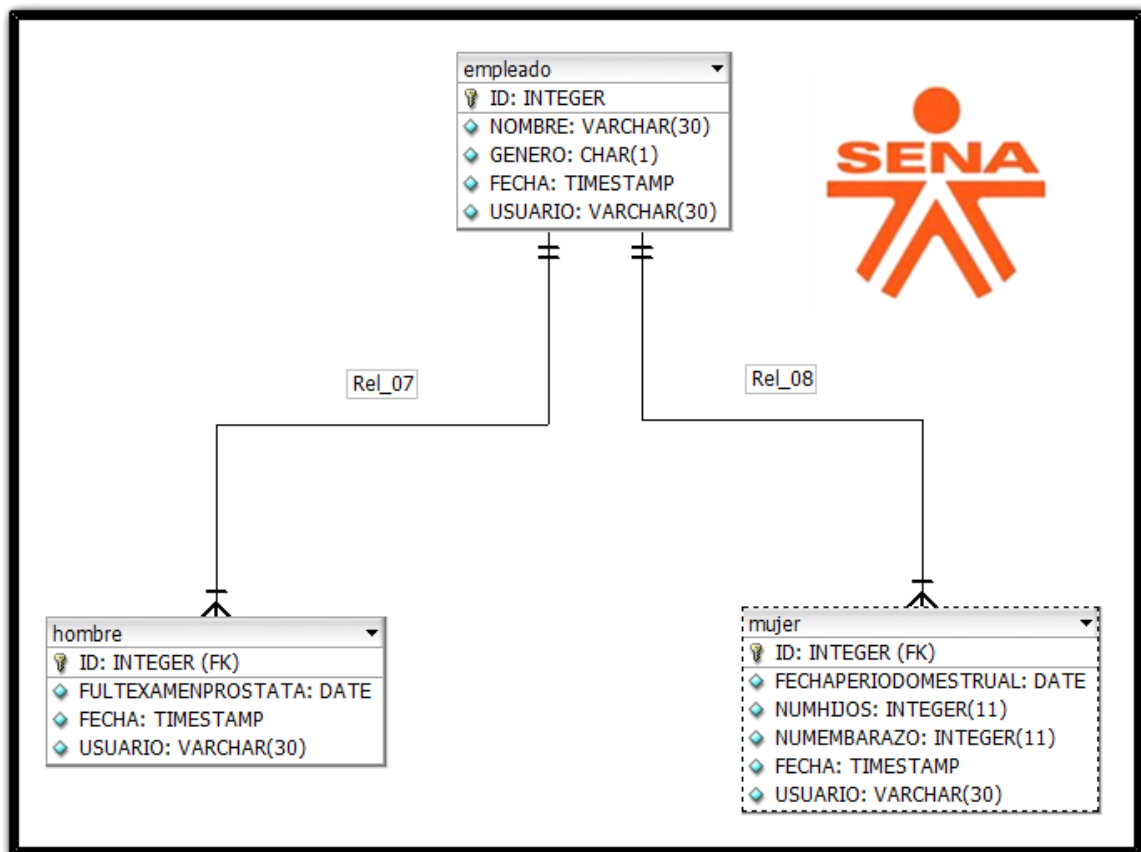 empleado
ID: INTEGER
NOMBRE: VARCHAR(30)
GENERO: CHAR(1)
FECHA: TIMESTAMP
USUARIO: VARCHAR(30)
SENA
Rel_07
Rel_08
hombre
ID: INTEGER (FK)
FULTEXAMENPROSTATA: DATE
FECHA: TIMESTAMP
USUARIO: VARCHAR(30)
mujer
ID: INTEGER (FK)
FECHAPERIODOMESTRUAL: DATE
NUMHIJOS: INTEGER(11)
NUMEMBARAZO: INTEGER(11)
FECHA: TIMESTAMP
USUARIO: VARCHAR(30)